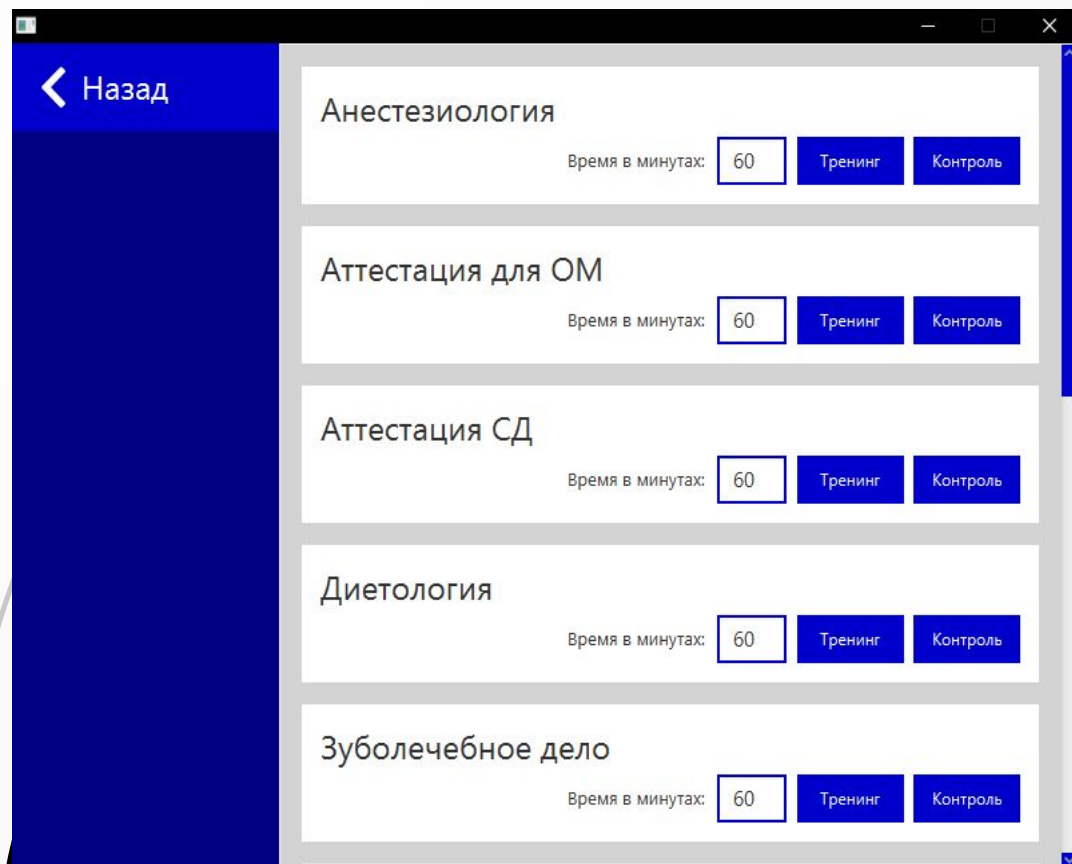 Назад
Анестезиология
Время в минутах: 60 Тренинг Контроль
Аттестация для ОМ
Время в минутах: 60 Тренинг Контроль
Аттестация СД
Время в минутах: 60 Тренинг Контроль
Диетология
Время в минутах: 60 Тренинг Контроль
Зуболечебное дело
Время в минутах: 60 Тренинг Контроль